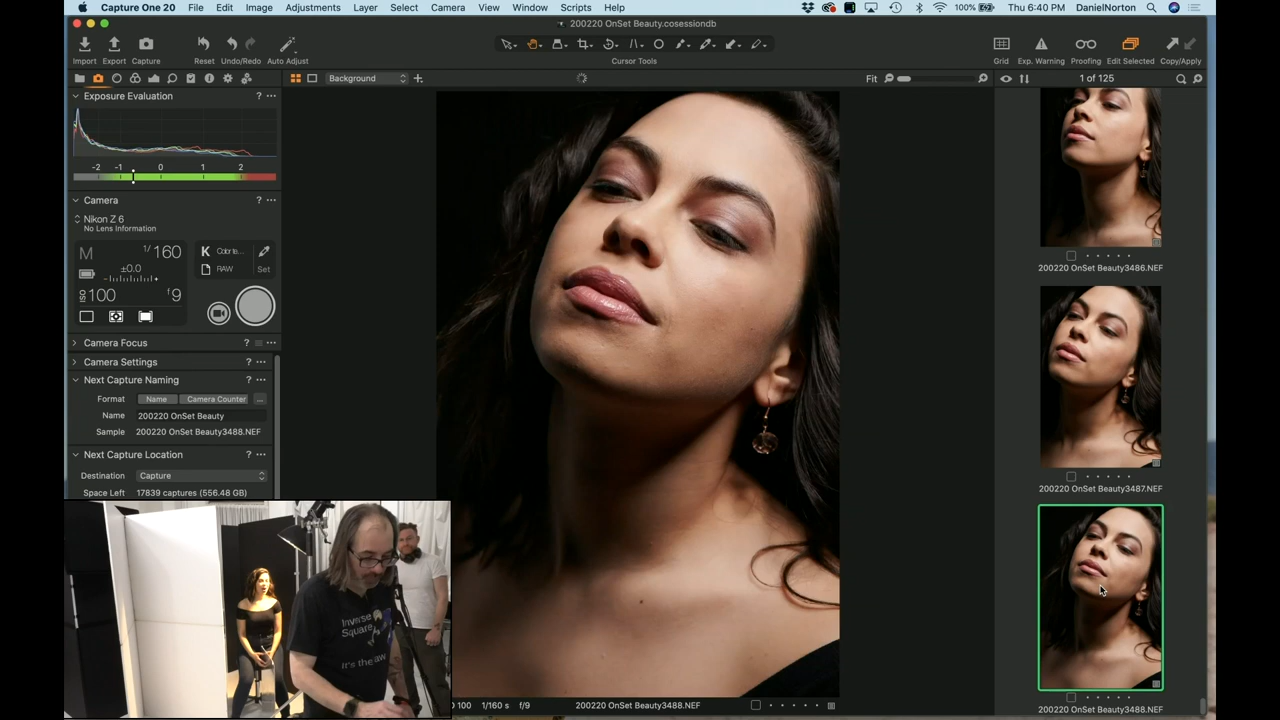 Capture One 20 File Edit Image Adjustments Layer Select Camera View Window Scripts Help 100% Thu 6:40 PM DanielNorton
200220 OnSet Beauty.cosessiondb
Import Export Capture Reset Undo/Redo Auto Adjust Cursor Tools Grid Exp. Warning Proofing Edit Selected Copy/Apply
Background Fit 1 of 125
Exposure Evaluation ? ...
-2 -1 0 1 2
Camera ? ...
Nikon Z 6
No Lens Information
M 1/160 K
±0.0 RAW Set
ISO 100 f9
Camera Focus ? ...
Camera Settings ? ...
Next Capture Naming ? ...
Format Name Camera Counter ...
Name 200220 OnSet Beauty
Sample 200220 OnSet Beauty3488.NEF
Next Capture Location ? ...
Destination Capture
Space Left 17839 captures (556.48 GB)
Inverse
Square
It's the law
100 1/160 s f/9 200220 OnSet Beauty3488.NEF
200220 OnSet Beauty3486.NEF
200220 OnSet Beauty3487.NEF
200220 OnSet Beauty3488.NEF